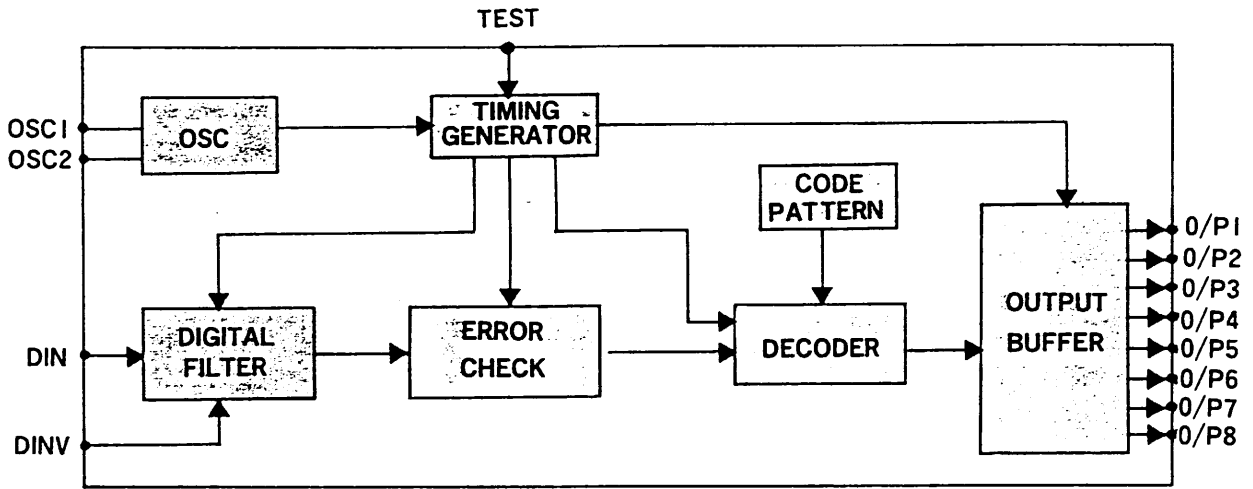 TEST
OSC1
OSC2
OSC
TIMING
GENERATOR
CODE
PATTERN
DIN
DINV
DIGITAL
FILTER
ERROR
CHECK
DECODER
OUTPUT
BUFFER
0/P1
0/P2
0/P3
0/P4
0/P5
0/P6
0/P7
0/P8